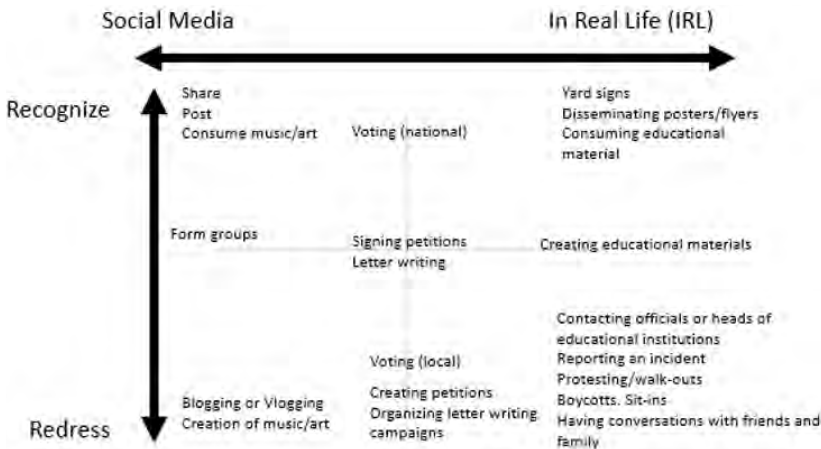 Social Media
In Real Life (IRL)
Recognize
Share
Post
Consume music/art
Voting (national)
Yard signs
Disseminating posters/flyers
Consuming educational
material
Form groups
Signing petitions
Letter writing
Creating educational materials
Voting (local)
Creating petitions
Organizing letter writing
campaigns
Contacting officials or heads of
educational institutions
Reporting an incident
Protesting/walk-outs
Boycotts. Sit-ins
Having conversations with friends and
family
Blogging or Vlogging
Creation of music/art
Redress